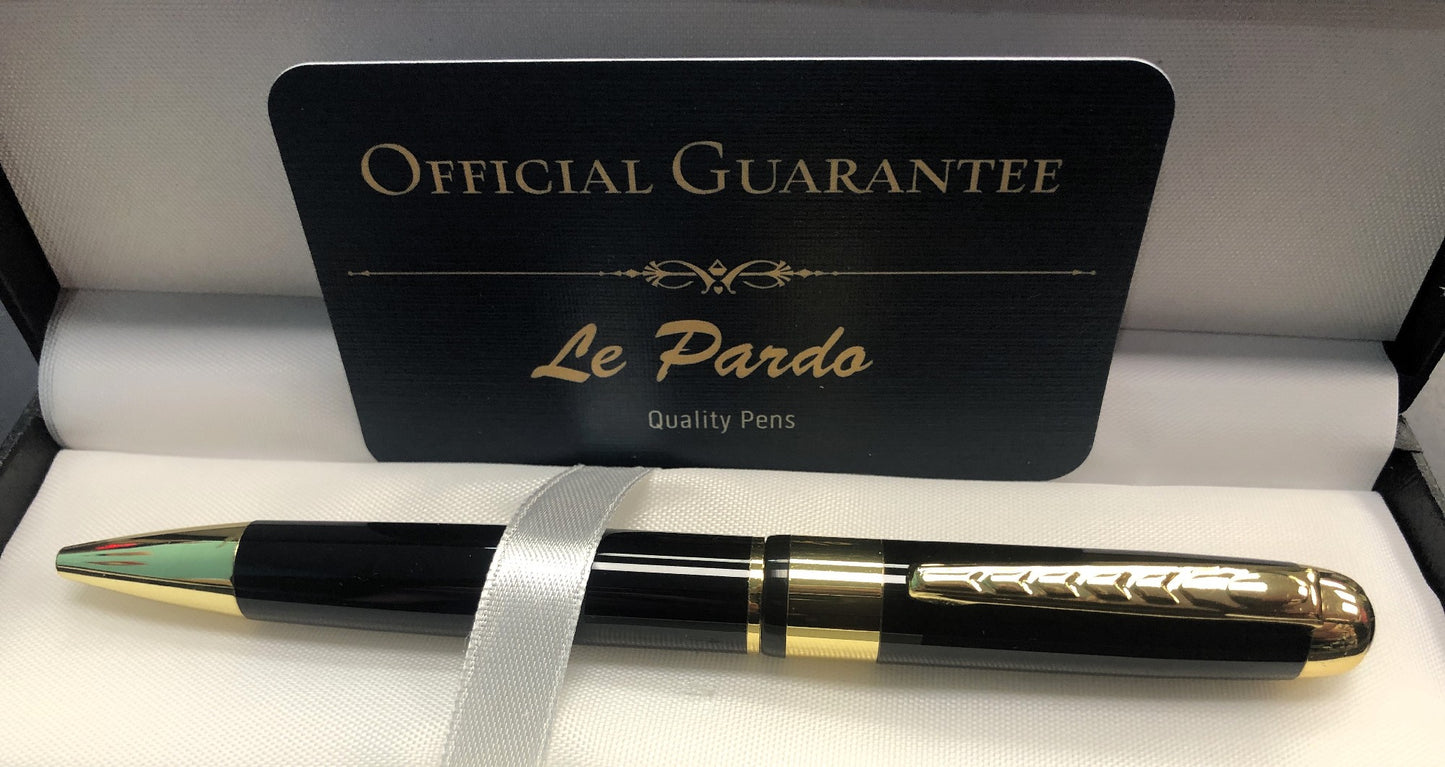 Official Guarantee
Le Pardo
Quality Pens